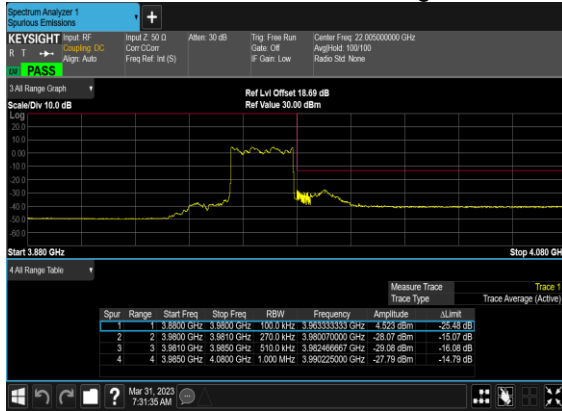 Spectrum Analyzer 1
Spurious Emissions
+
KEYSIGHT Input: RF Input Z: 50 Ω Atten: 30 dB Trig: Free Run Center Freq: 22.005000000 GHz
R T Coupling: DC Corr CCorr Gate: Off Avg|Hold: 100/100
Align: Auto Freq Ref: Int (S) IF Gain: Low Radio Std: None
PASS
3 All Range Graph
Ref Lvl Offset 18.69 dB
Scale/Div 10.0 dB Ref Value 30.00 dBm
Log
20.0
10.0
0.00
-10.0
-20.0
-30.0
-40.0
-50.0
-60.0
Start 3.880 GHz Stop 4.080 GH
4 All Range Table
Measure Trace Trace 1
Trace Type Trace Average (Active)
Spur Range Start Freq Stop Freq RBW Frequency Amplitude ΔLimit
1 1 3.8800 GHz 3.9800 GHz 100.0 kHz 3.963333333 GHz 4.523 dBm -25.48 dB
2 2 3.9800 GHz 3.9810 GHz 270.0 kHz 3.980070000 GHz -28.07 dBm -15.07 dB
3 3 3.9810 GHz 3.9850 GHz 510.0 kHz 3.982466667 GHz -29.08 dBm -16.08 dB
4 4 3.9850 GHz 4.0800 GHz 1.000 MHz 3.990225000 GHz -27.79 dBm -14.79 dB
? Mar 31, 2023
7:31:35 AM